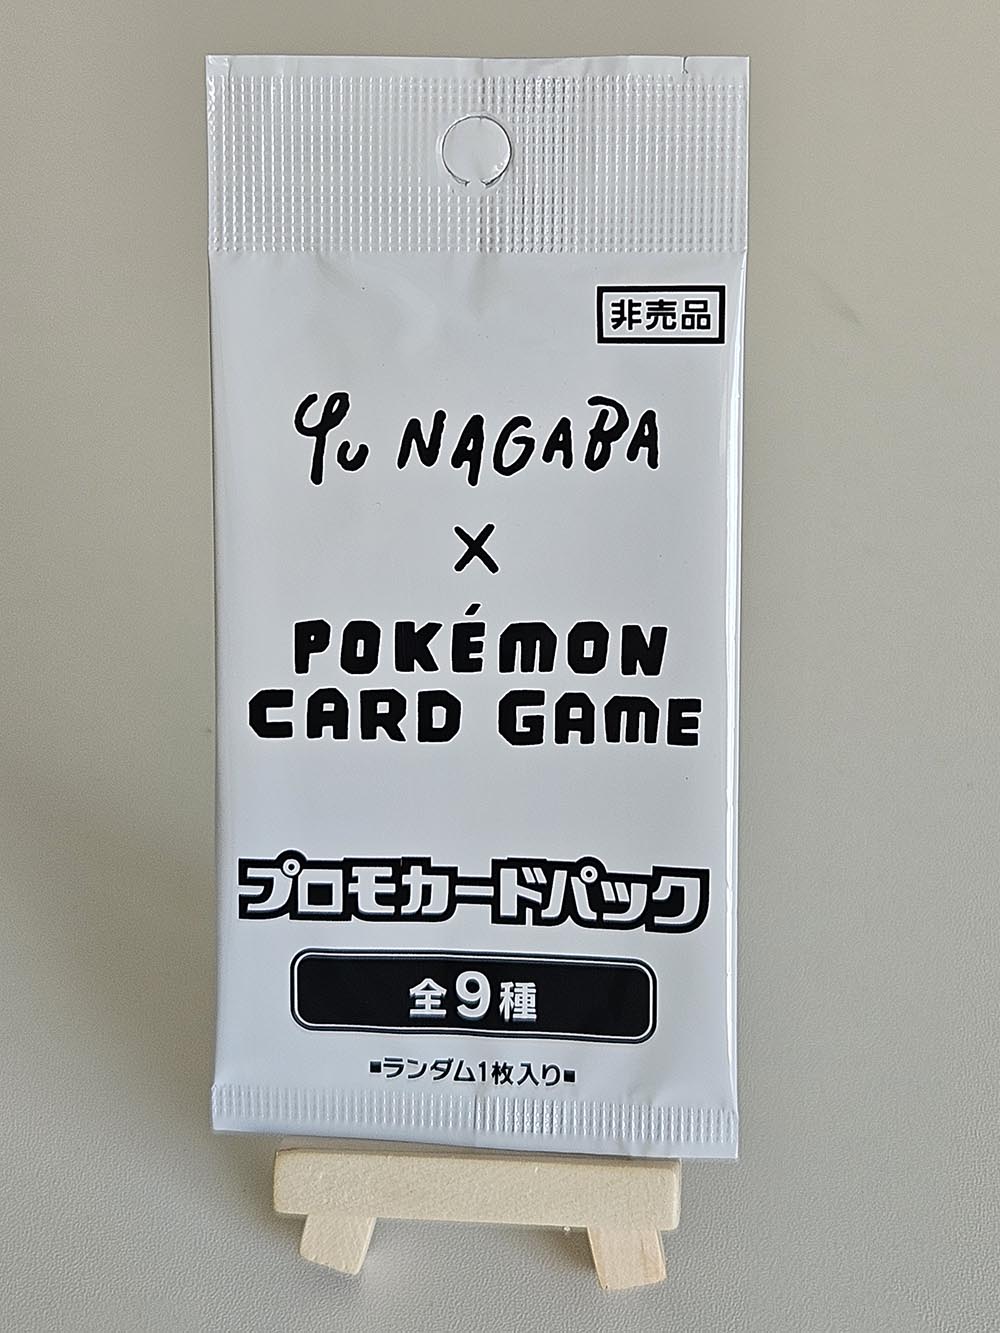 非売品
Yu NAGABA
×
POKÉMON
CARD GAME
プロモカードパック
全9種
■ランダム1枚入り■